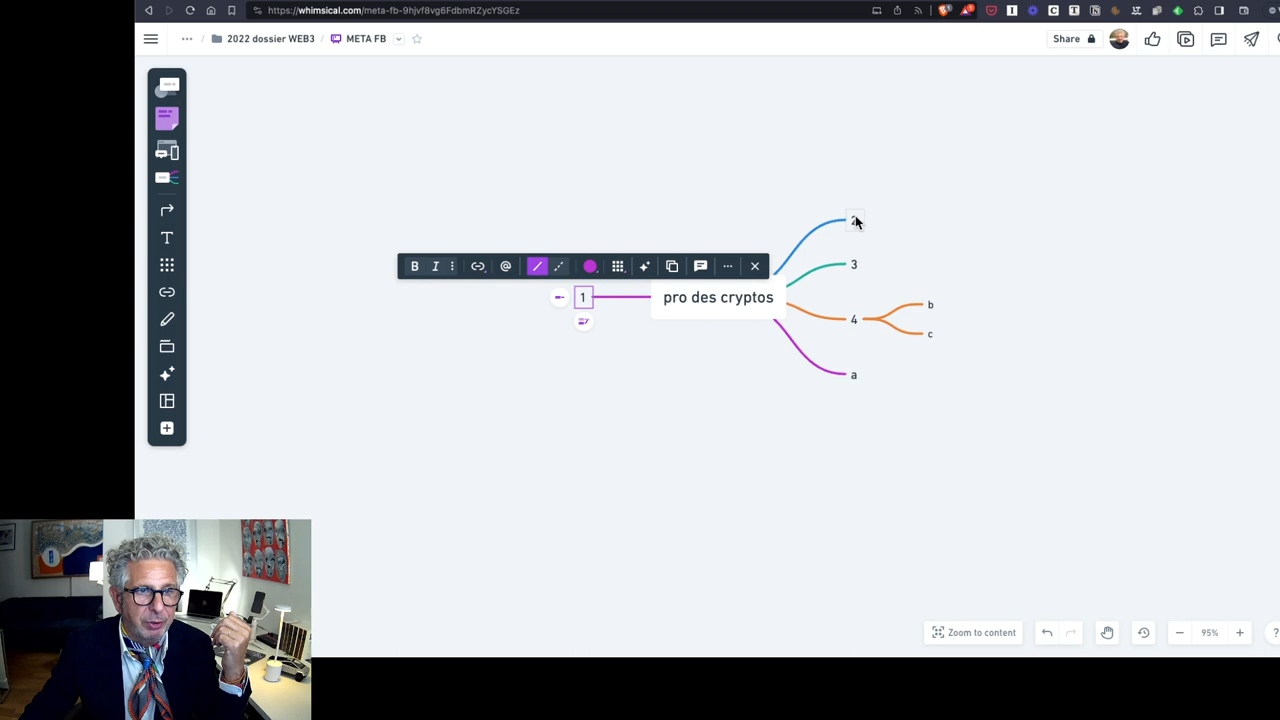 https://whimsical.com/meta-fb-9hjvf8vg6FdbmRZycYSGEz
... / 2022 dossier WEB3 / META FB
Share
B I @
2
3
1 pro des cryptos
4
b
c
a
T
Zoom to content
95%
?